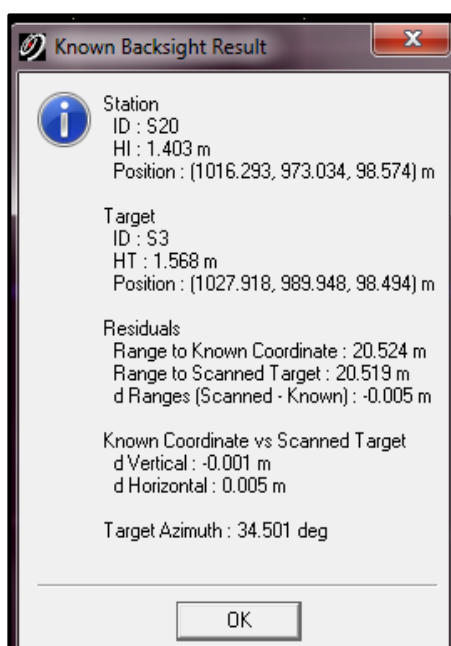 Known Backsight Result
Station
ID : S20
HI : 1.403 m
Position : (1016.293, 973.034, 98.574) m
Target
ID : S3
HT : 1.568 m
Position : (1027.918, 989.948, 98.494) m
Residuals
Range to Known Coordinate : 20.524 m
Range to Scanned Target : 20.519 m
d Ranges (Scanned - Known) : -0.005 m
Known Coordinate vs Scanned Target
d Vertical : -0.001 m
d Horizontal : 0.005 m
Target Azimuth : 34.501 deg
OK